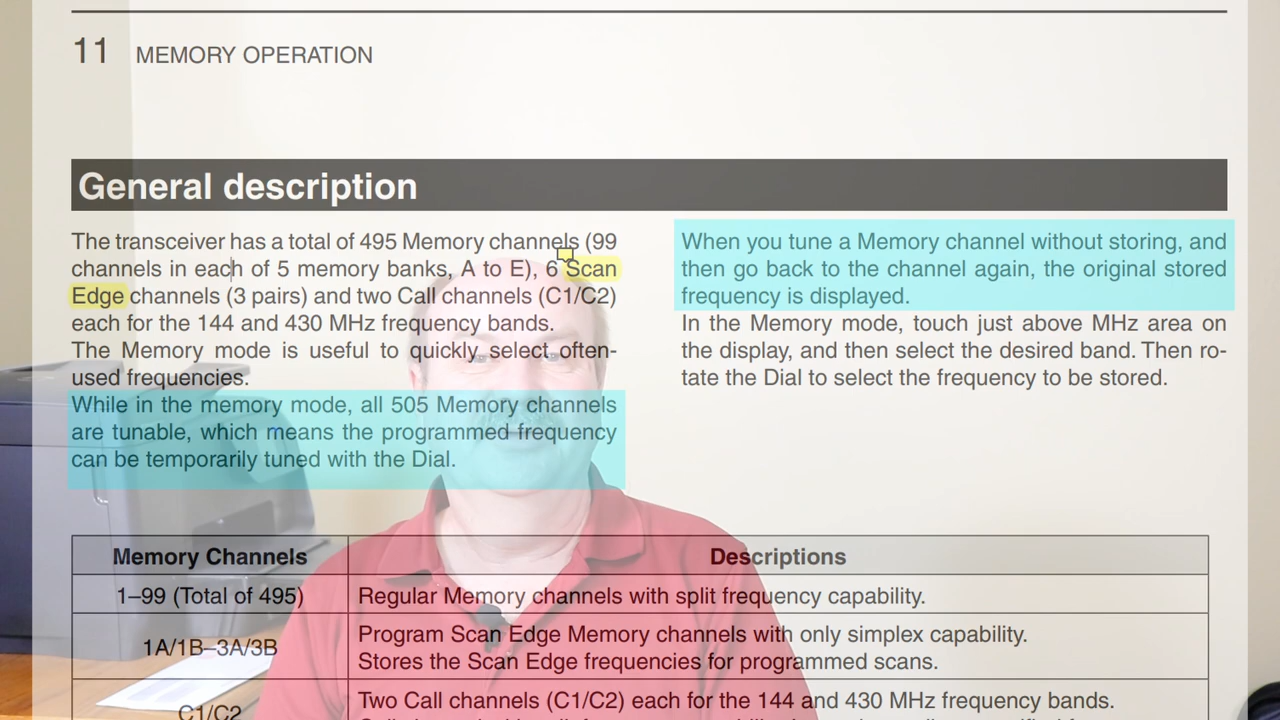 11 MEMORY OPERATION
General description
The transceiver has a total of 495 Memory channels (99
channels in each of 5 memory banks, A to E), 6 Scan
Edge channels (3 pairs) and two Call channels (C1/C2)
each for the 144 and 430 MHz frequency bands.
The Memory mode is useful to quickly select often-
used frequencies.
While in the memory mode, all 505 Memory channels
are tunable, which means the programmed frequency
can be temporarily tuned with the Dial.
When you tune a Memory channel without storing, and
then go back to the channel again, the original stored
frequency is displayed.
In the Memory mode, touch just above MHz area on
the display, and then select the desired band. Then ro-
tate the Dial to select the frequency to be stored.
Memory Channels Descriptions
1–99 (Total of 495) Regular Memory channels with split frequency capability.
1A/1B–3A/3B Program Scan Edge Memory channels with only simplex capability.
Stores the Scan Edge frequencies for programmed scans.
C1/C2 Two Call channels (C1/C2) each for the 144 and 430 MHz frequency bands.